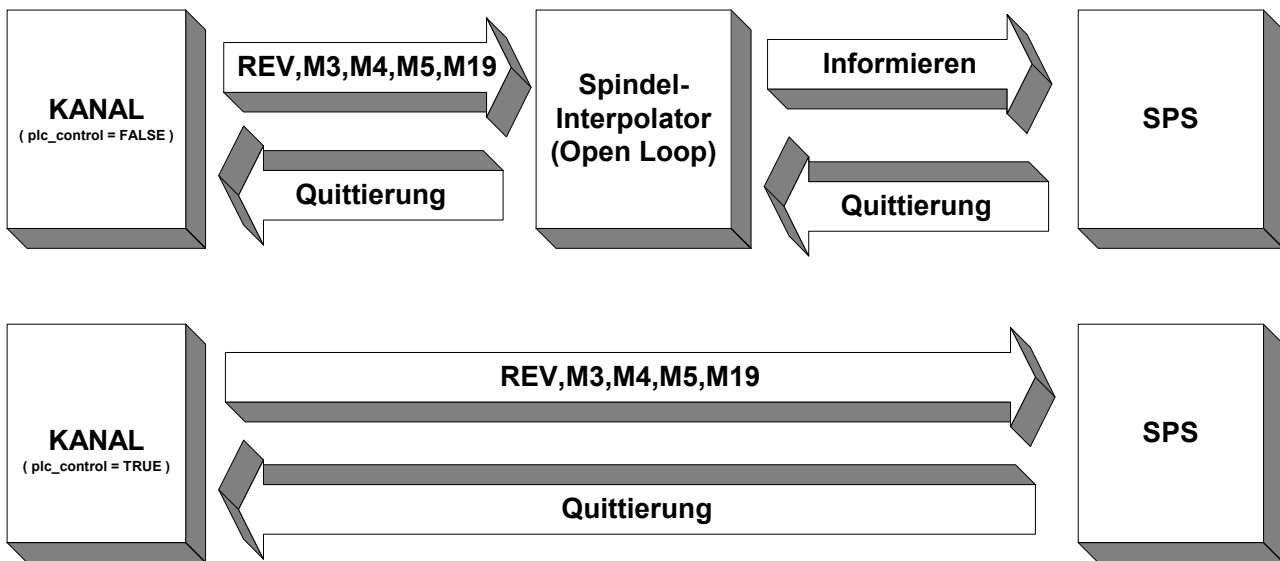 KANAL
( plc_control = FALSE )
REV,M3,M4,M5,M19
Quittierung
Spindel-
Interpolator
(Open Loop)
Informieren
Quittierung
SPS
KANAL
( plc_control = TRUE )
REV,M3,M4,M5,M19
Quittierung
SPS